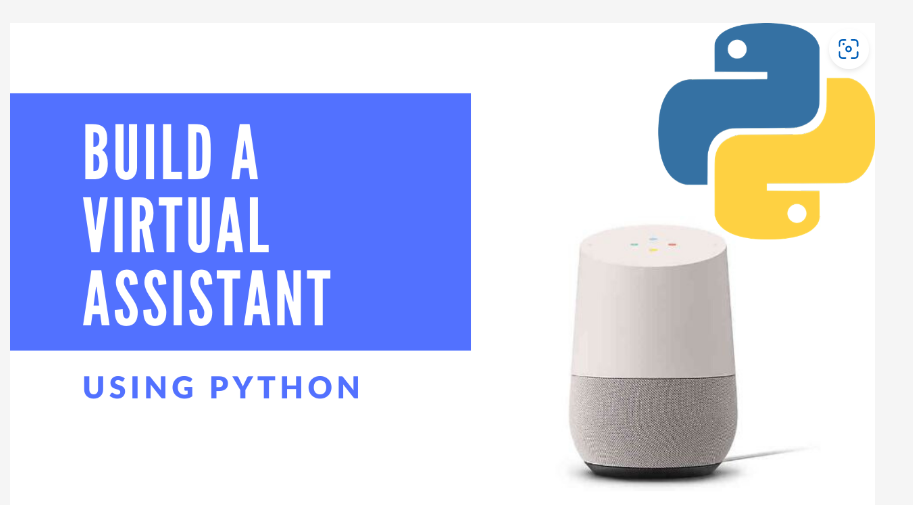 BUILD A
VIRTUAL
ASSISTANT
USING PYTHON